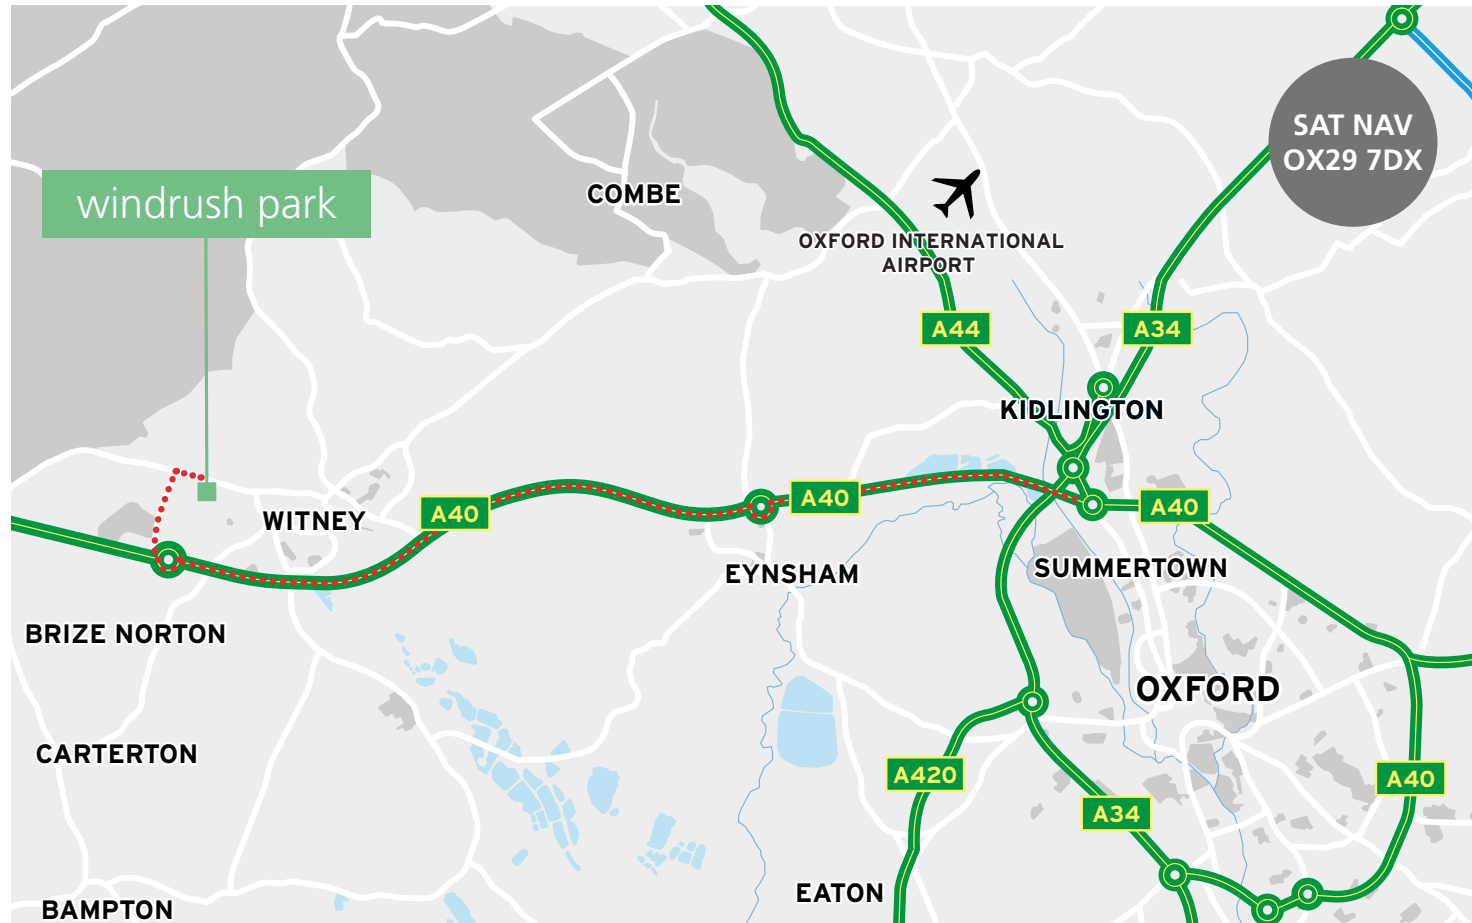 SAT NAV
OX29 7DX
windrush park
COMBE
OXFORD INTERNATIONAL
AIRPORT
A44
A34
KIDLINGTON
A40
A40
A40
WITNEY
EYNSHAM
SUMMERTOWN
BRIZE NORTON
OXFORD
CARTERTON
A420
A40
A34
EATON
BAMPTON